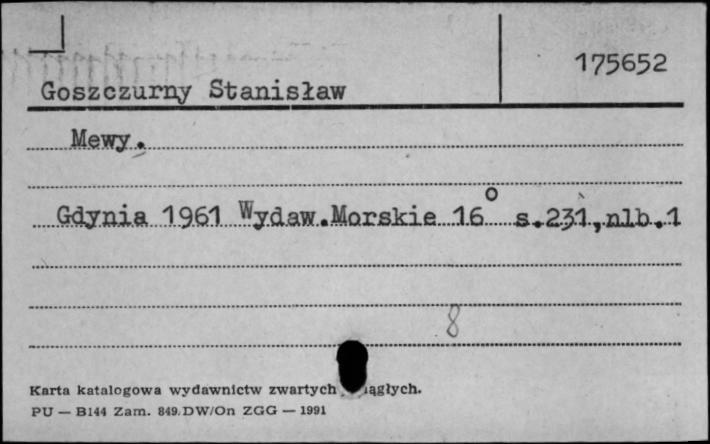 175652
Goszczurny Stanisław
Mewy.
Gdynia 1961 Wydaw.Morskie 16° s.231,nlb.1
8
Karta katalogowa wydawnictw zwartych
PU — B144 Zam. 849. DW/On ZGG — 1991